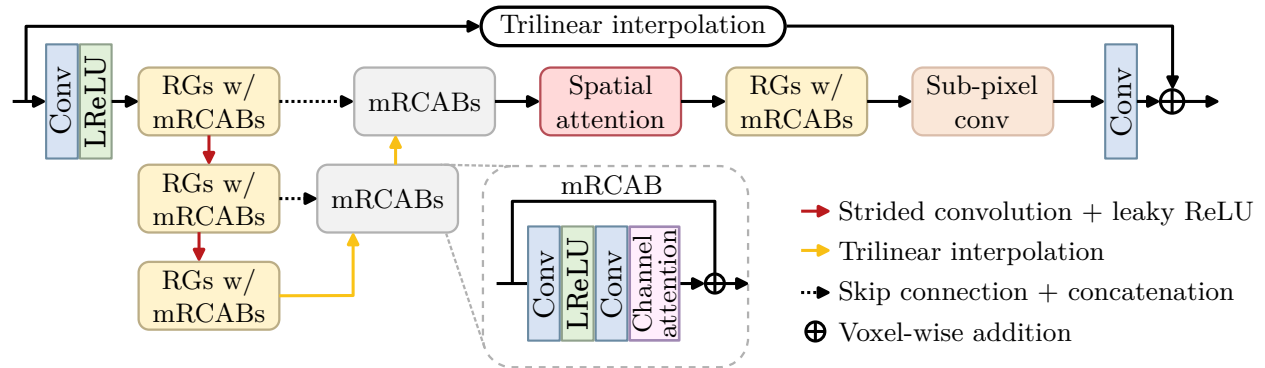 Trilinear interpolation
Conv
LReLU
RGs w/
mRCABs
mRCABs
Spatial
attention
RGs w/
mRCABs
Sub-pixel
conv
Conv
RGs w/
mRCABs
mRCABs
RGs w/
mRCABs
mRCAB
Conv
LReLU
Conv
Channel
attention
Strided convolution + leaky ReLU
Trilinear interpolation
Skip connection + concatenation
Voxel-wise addition